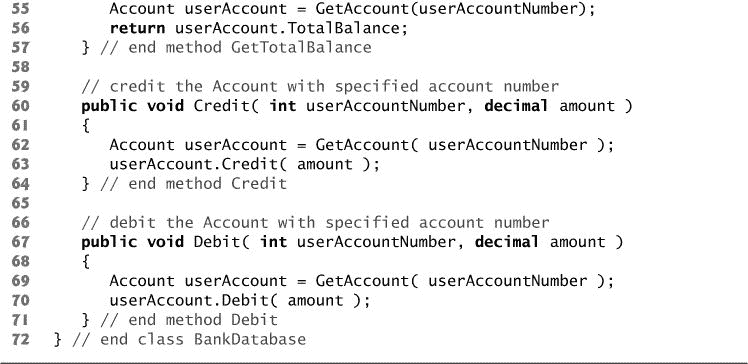 55 Account userAccount = GetAccount(userAccountNumber);
56 return userAccount.TotalBalance;
57 } // end method GetTotalBalance
58
59 // credit the Account with specified account number
60 public void Credit( int userAccountNumber, decimal amount )
61 {
62 Account userAccount = GetAccount( userAccountNumber );
63 userAccount.Credit( amount );
64 } // end method Credit
65
66 // debit the Account with specified account number
67 public void Debit( int userAccountNumber, decimal amount )
68 {
69 Account userAccount = GetAccount( userAccountNumber );
70 userAccount.Debit( amount );
71 } // end method Debit
72 } // end class BankDatabase